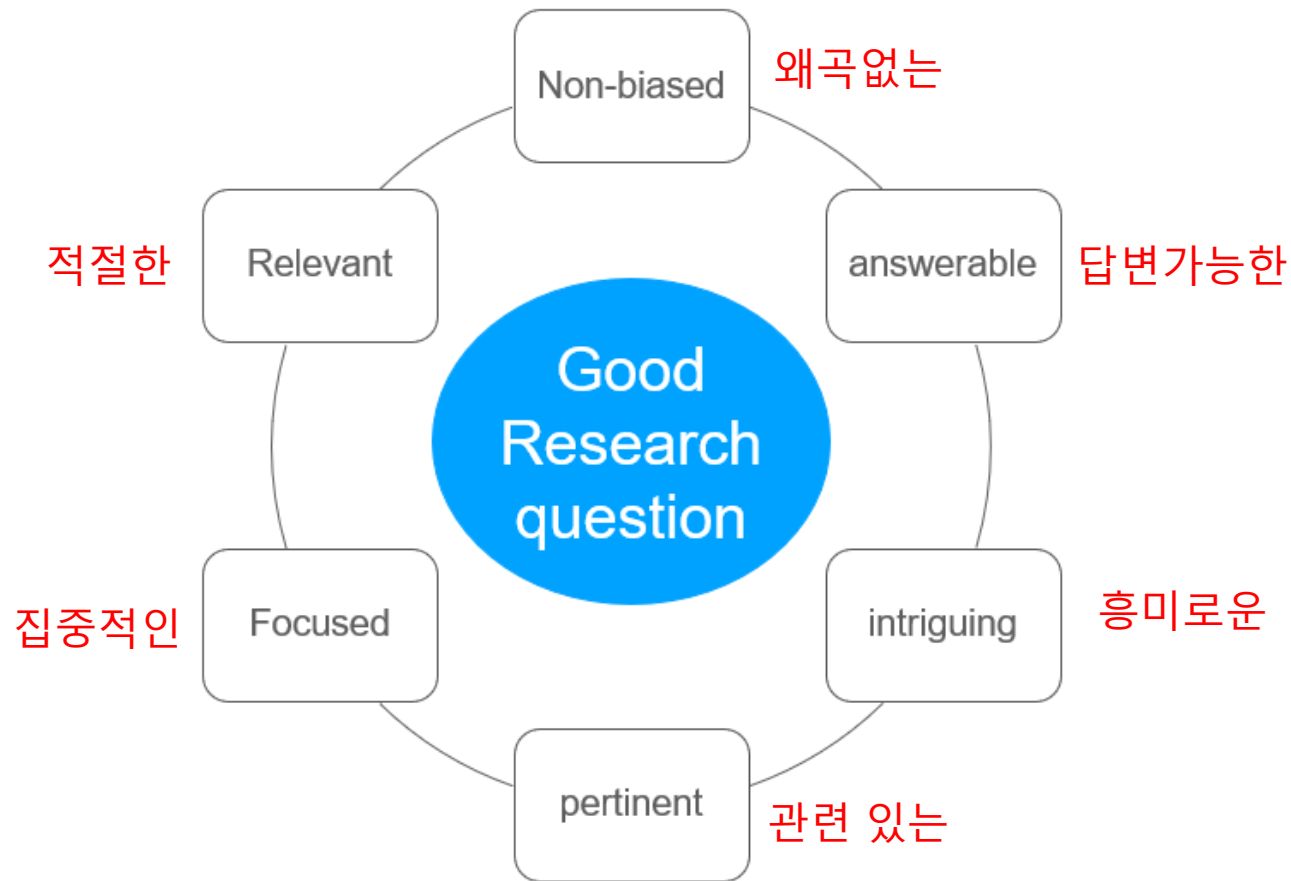 Non-biased
왜곡없는
적절한
Relevant
answerable
답변가능한
Good
Research
question
집중적인
Focused
intriguing
흥미로운
pertinent
관련 있는